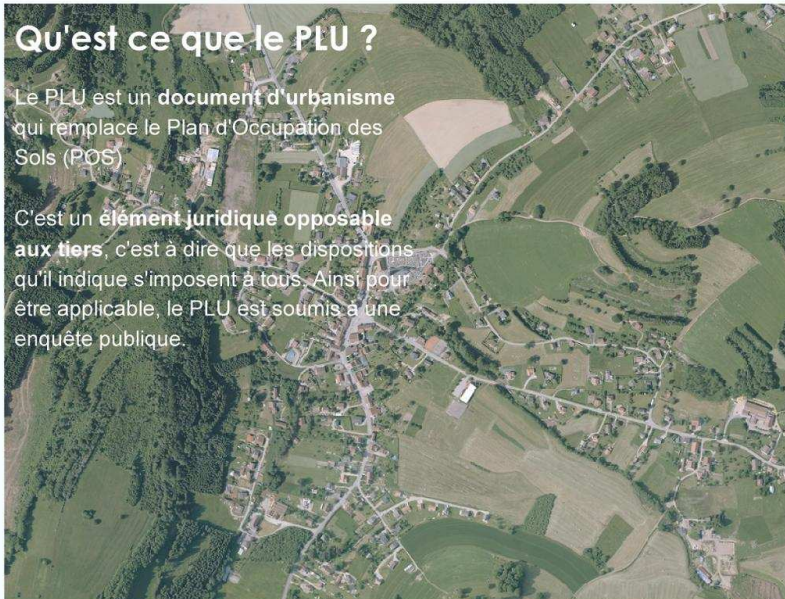 Qu'est ce que le PLU ?
Le PLU est un document d'urbanisme
qui remplace le Plan d'Occupation des
Sols (POS)
C'est un élément juridique opposable
aux tiers, c'est à dire que les dispositions
qu'il indique s'imposent à tous. Ainsi pour
être applicable, le PLU est soumis à une
enquête publique.